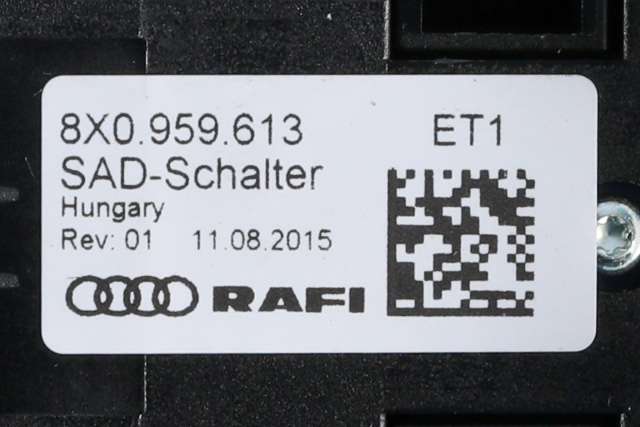 8X0.959.613 ET1
SAD-Schalter
Hungary
Rev: 01 11.08.2015
RAFI